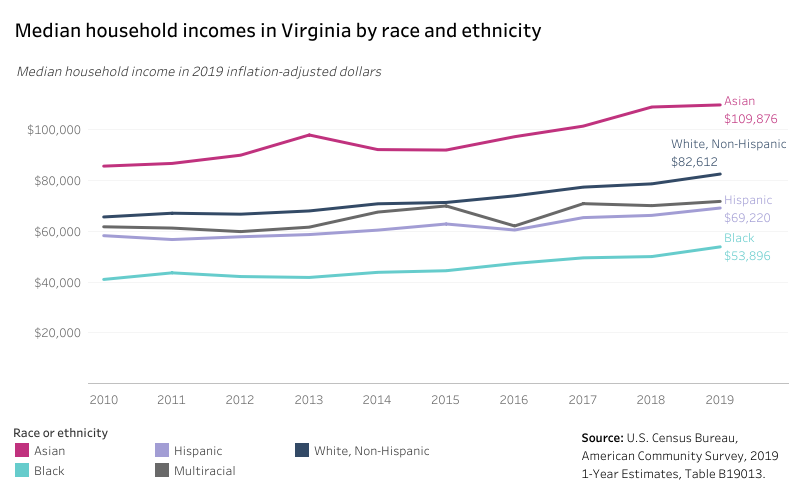 Median household incomes in Virginia by race and ethnicity
Median household income in 2019 inflation-adjusted dollars
Asian
$109,876
$100,000
White, Non-Hispanic
$82,612
$80,000
Hispanic
$69,220
$60,000
Black
$53,896
$40,000
$20,000
2010 2011 2012 2013 2014 2015 2016 2017 2018 2019
Race or ethnicity
Asian Hispanic White, Non-Hispanic
Black Multiracial
Source: U.S. Census Bureau,
American Community Survey, 2019
1-Year Estimates, Table B19013.